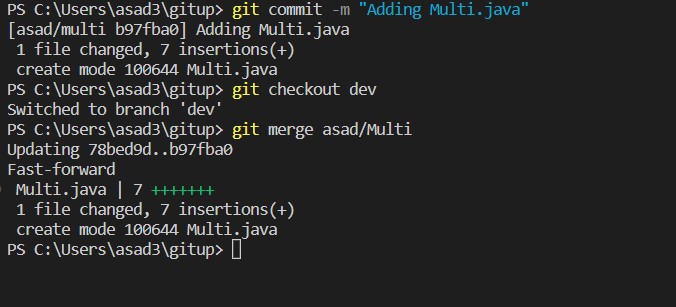 PS C:\Users\asad3\gitup> git commit -m "Adding Multi.java"
[asad/multi b97fba0] Adding Multi.java
 1 file changed, 7 insertions(+)
 create mode 100644 Multi.java
PS C:\Users\asad3\gitup> git checkout dev
Switched to branch 'dev'
PS C:\Users\asad3\gitup> git merge asad/Multi
Updating 78bed9d..b97fba0
Fast-forward
 Multi.java | 7 +++++++
 1 file changed, 7 insertions(+)
 create mode 100644 Multi.java
PS C:\Users\asad3\gitup>